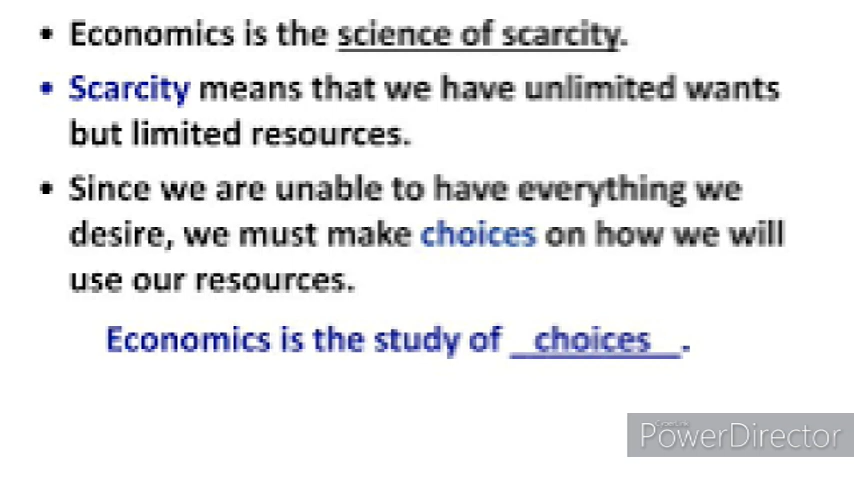 • Economics is the science of scarcity.
• Scarcity means that we have unlimited wants
but limited resources.
• Since we are unable to have everything we
desire, we must make choices on how we will
use our resources.
Economics is the study of __choices__.
CyberLink
PowerDirector